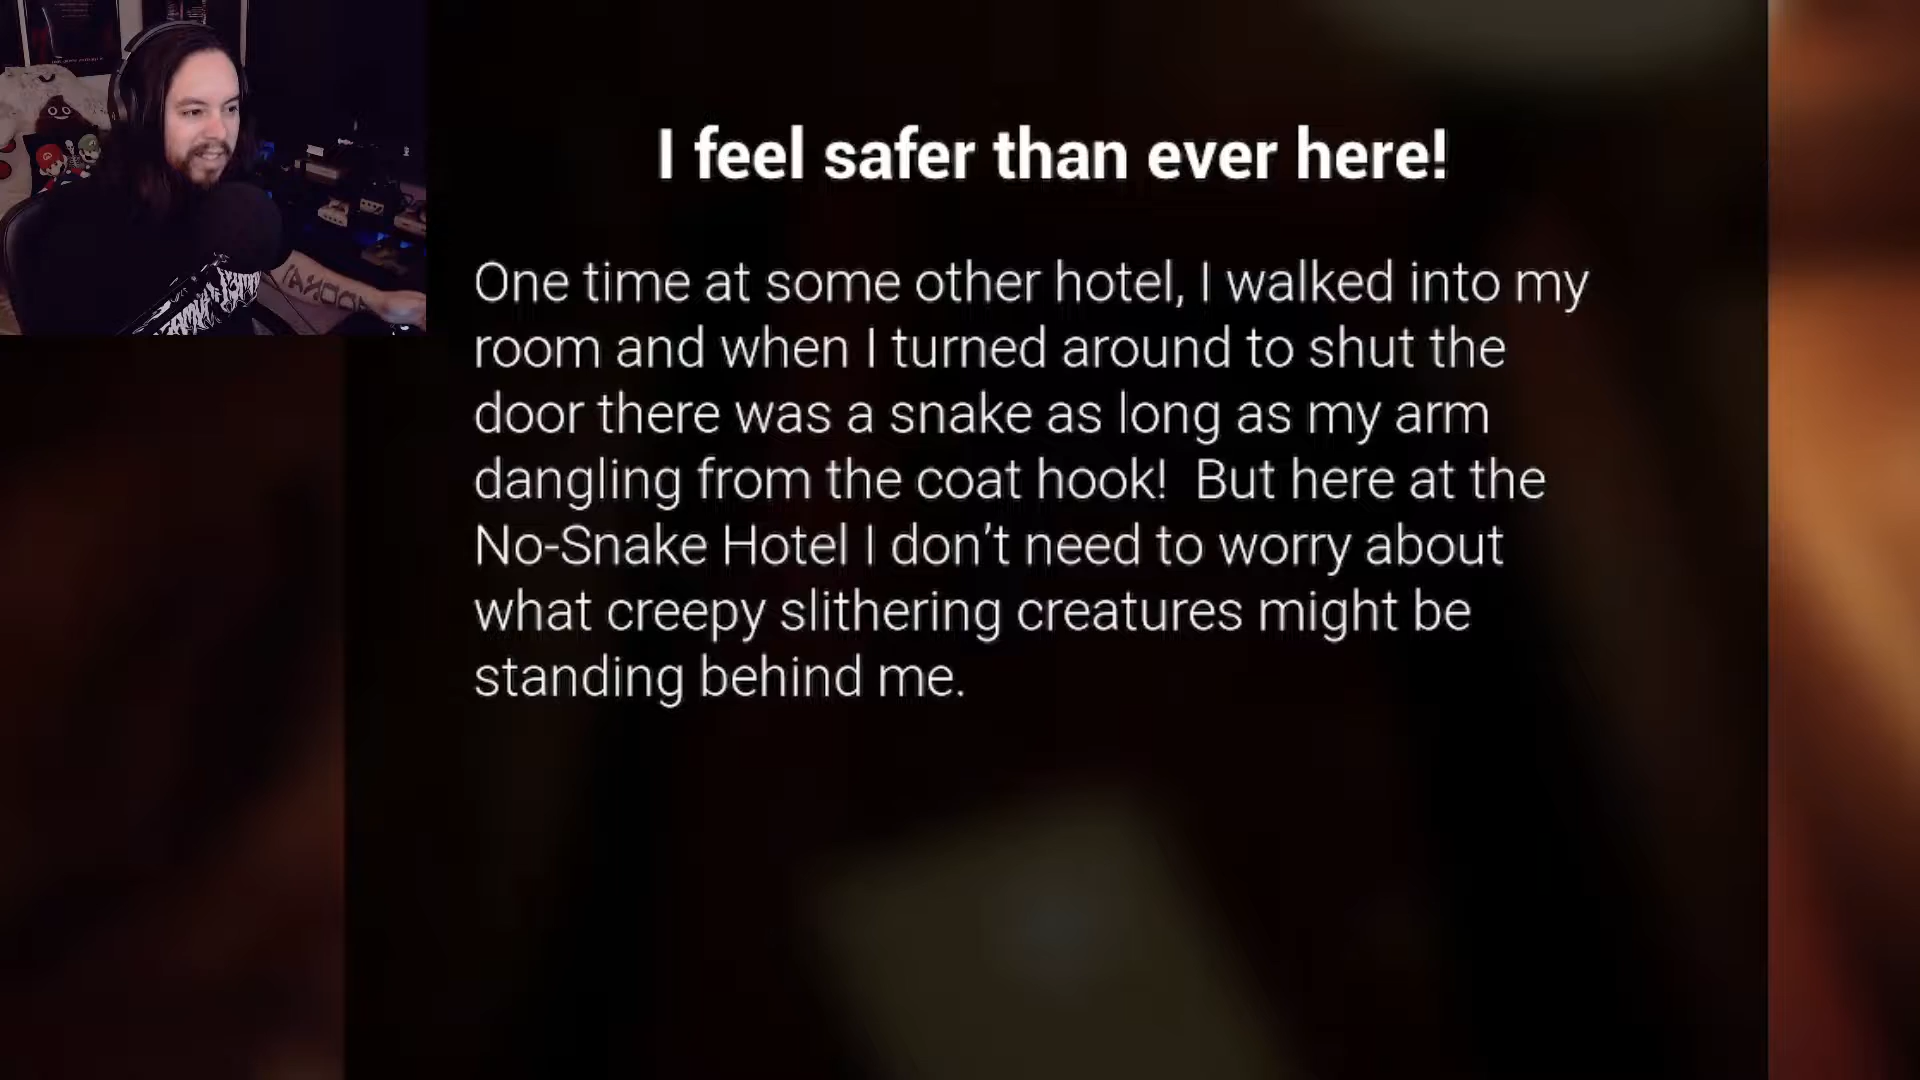 I feel safer than ever here!
One time at some other hotel, I walked into my
room and when I turned around to shut the
door there was a snake as long as my arm
dangling from the coat hook!  But here at the
No-Snake Hotel I don’t need to worry about
what creepy slithering creatures might be
standing behind me.